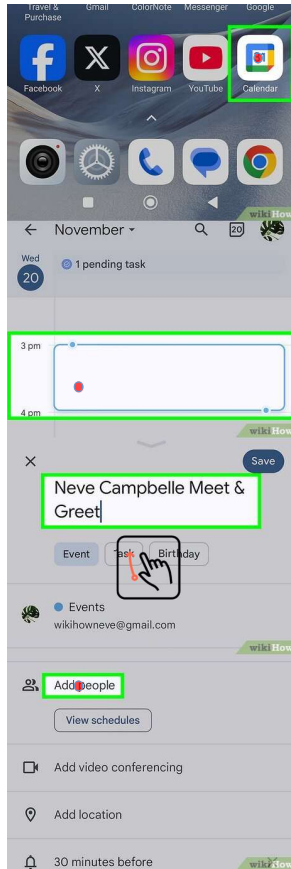 Travel & Gmail ColorNote Messenger Google
Purchase
Facebook X Instagram YouTube Calendar
31
wikiHow
November
20
Wed
20
1 pending task
3 pm
4 pm
wikiHow
Save
Neve Campbelle Meet &
Greet
Event Task Birthday
Events
wikihowneve@gmail.com
wikiHow
Add people
View schedules
Add video conferencing
Add location
30 minutes before
wikiHow